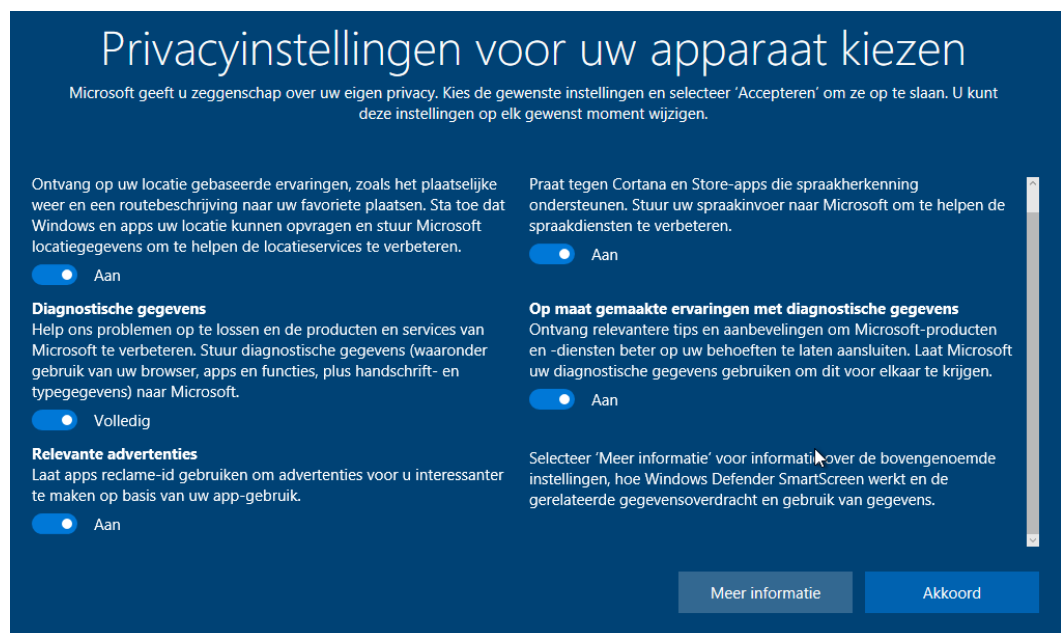 Privacyinstellingen voor uw apparaat kiezen
Microsoft geeft u zeggenschap over uw eigen privacy. Kies de gewenste instellingen en selecteer ‘Accepteren’ om ze op te slaan. U kunt
deze instellingen op elk gewenst moment wijzigen.
Ontvang op uw locatie gebaseerde ervaringen, zoals het plaatselijke
weer en een routebeschrijving naar uw favoriete plaatsen. Sta toe dat
Windows en apps uw locatie kunnen opvragen en stuur Microsoft
locatiegegevens om te helpen de locatieservices te verbeteren.
Aan
Praat tegen Cortana en Store-apps die spraakherkenning
ondersteunen. Stuur uw spraakinvoer naar Microsoft om te helpen de
spraakdiensten te verbeteren.
Aan
Diagnostische gegevens
Help ons problemen op te lossen en de producten en services van
Microsoft te verbeteren. Stuur diagnostische gegevens (waaronder
gebruik van uw browser, apps en functies, plus handschrift- en
typegegevens) naar Microsoft.
Volledig
Op maat gemaakte ervaringen met diagnostische gegevens
Ontvang relevantere tips en aanbevelingen om Microsoft-producten
en -diensten beter op uw behoeften te laten aansluiten. Laat Microsoft
uw diagnostische gegevens gebruiken om dit voor elkaar te krijgen.
Aan
Relevante advertenties
Laat apps reclame-id gebruiken om advertenties voor u interessanter
te maken op basis van uw app-gebruik.
Aan
Selecteer ‘Meer informatie’ voor informatie over de bovengenoemde
instellingen, hoe Windows Defender SmartScreen werkt en de
gerelateerde gegevensoverdracht en gebruik van gegevens.
Meer informatie
Akkoord